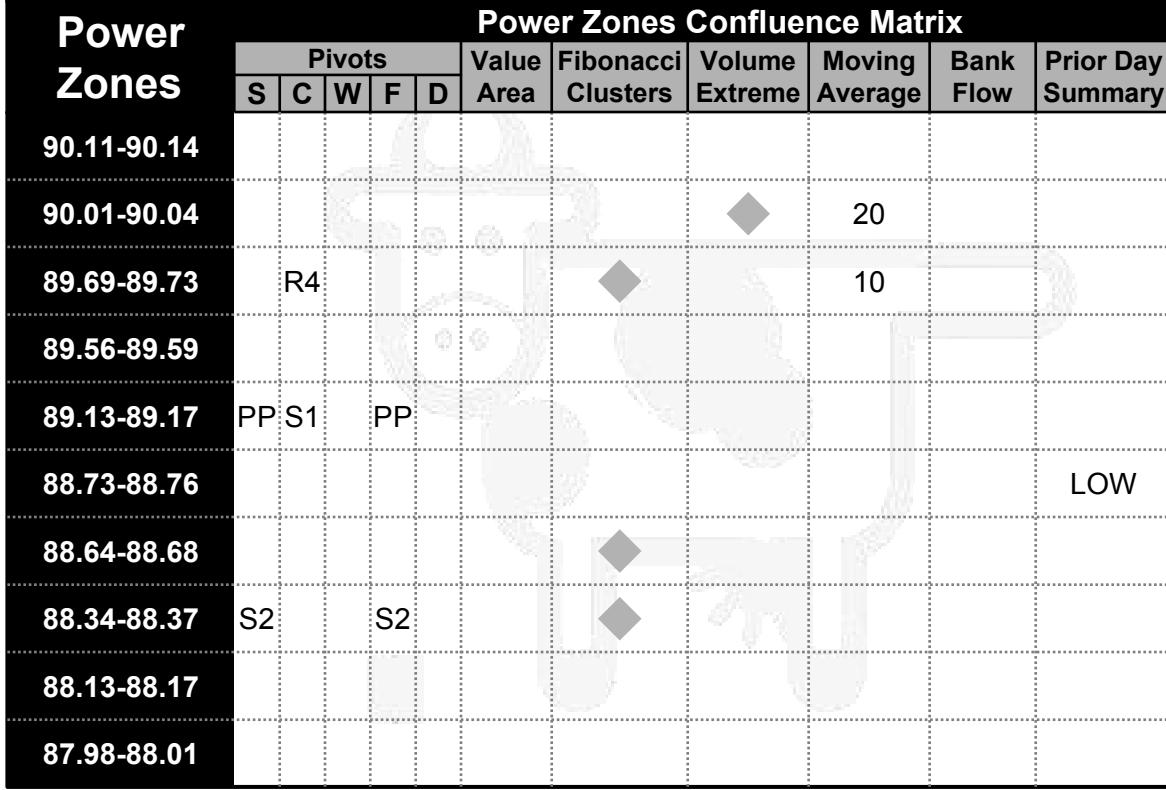 Power Zones
Power Zones Confluence Matrix
Pivots
S C W F D
Value Area
Fibonacci Clusters
Volume Extreme
Moving Average
Bank Flow
Prior Day Summary
90.11-90.14
90.01-90.04 20
89.69-89.73 R4 10
89.56-89.59
89.13-89.17 PP S1 PP
88.73-88.76 LOW
88.64-88.68
88.34-88.37 S2 S2
88.13-88.17
87.98-88.01